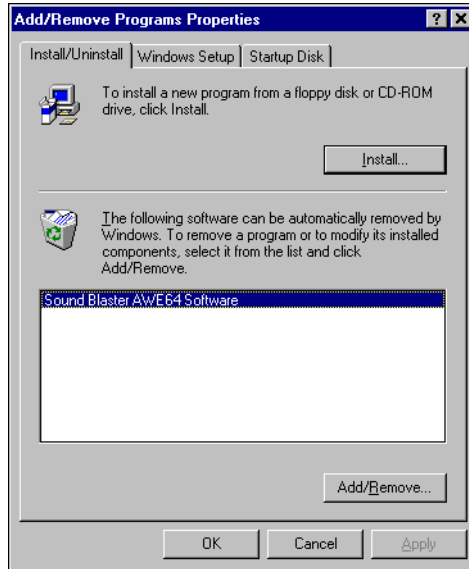 Add/Remove Programs Properties
Install/Uninstall
Windows Setup
Startup Disk
To install a new program from a floppy disk or CD-ROM
drive, click Install.
Install...
The following software can be automatically removed by
Windows. To remove a program or to modify its installed
components, select it from the list and click
Add/Remove.
Sound Blaster AWE64 Software
Add/Remove...
OK
Cancel
Apply